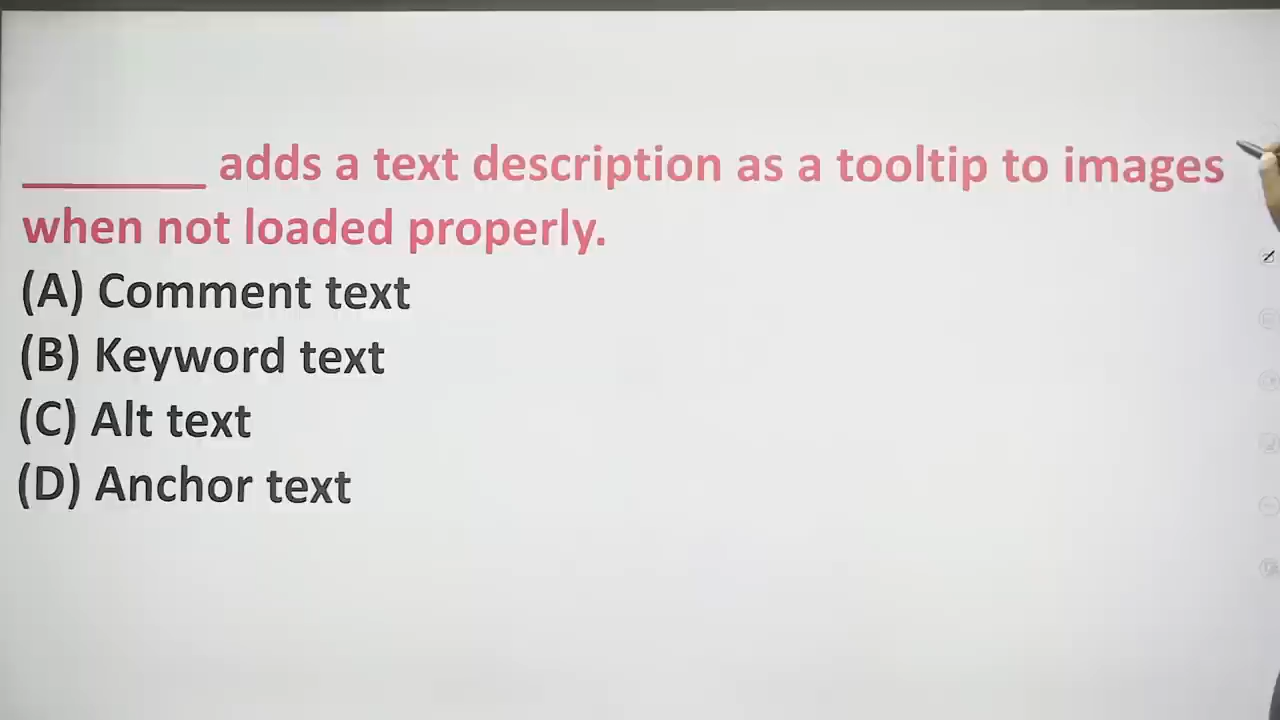 _______ adds a text description as a tooltip to images
when not loaded properly.
(A) Comment text
(B) Keyword text
(C) Alt text
(D) Anchor text